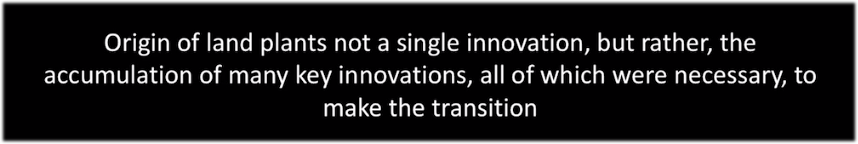 Origin of land plants not a single innovation, but rather, the
accumulation of many key innovations, all of which were necessary, to
make the transition